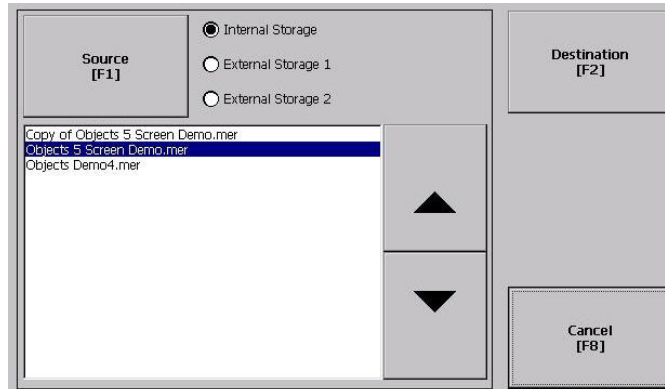 Source
[F1]
Internal Storage
External Storage 1
External Storage 2
Destination
[F2]
Copy of Objects 5 Screen Demo.mer
Objects 5 Screen Demo.mer
Objects Demo4.mer
Cancel
[F8]